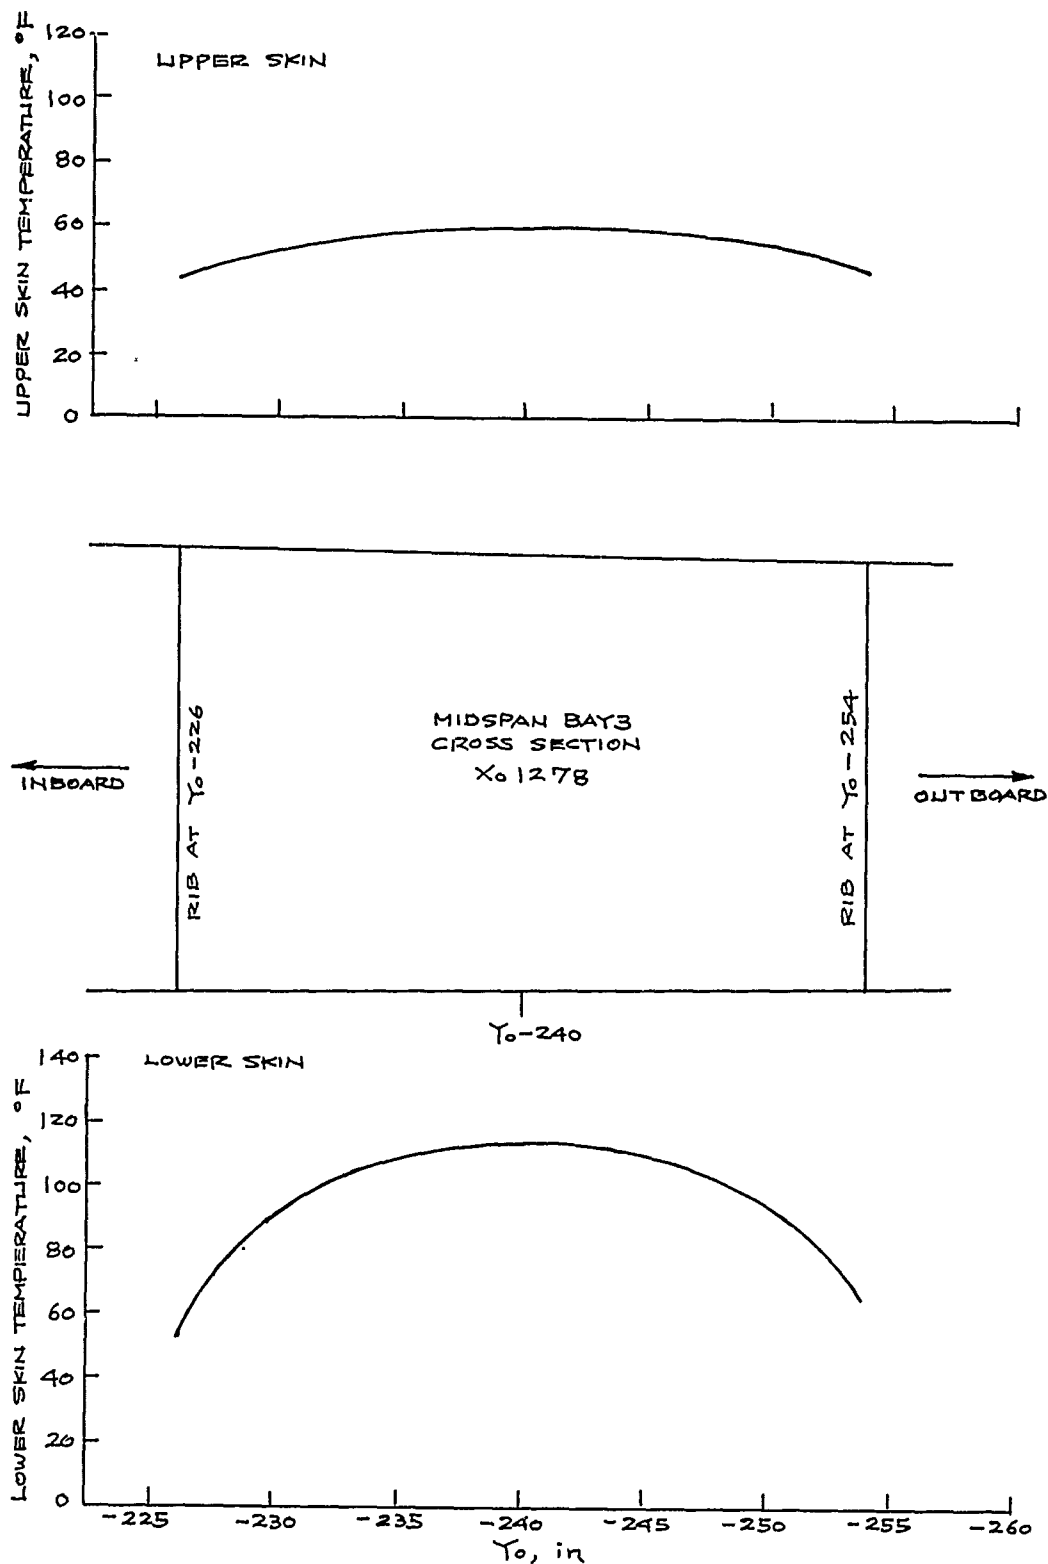 UPPER SKIN TEMPERATURE, °F
120
100
80
60
40
20
0
UPPER SKIN
RIB AT Yo-226
MIDSPAN BAY3
CROSS SECTION
Xo 1278
RIB AT Yo-254
INBOARD
OUTBOARD
Yo-240
LOWER SKIN TEMPIERATURE, °F
140
120
100
80
60
40
20
0
LOWER SKIN
-225 -230 -235 -240 -245 -250 -255 -260
Yo, in